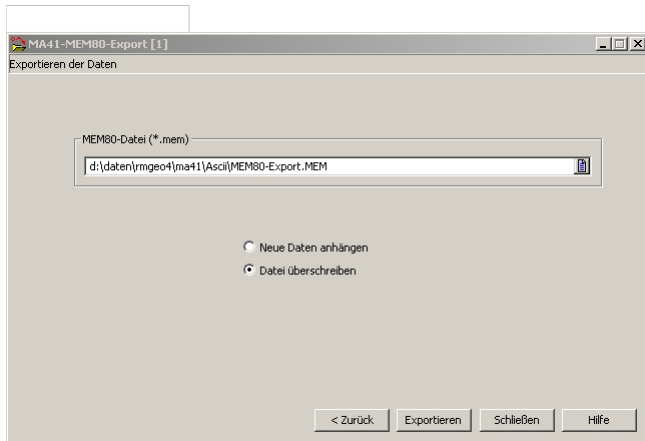 MA41-MEM80-Export [1]
Exportieren der Daten
MEM80-Datei (*.mem)
d:\daten\rmgeo4\ma41\Ascii\MEM80-Export.MEM
Neue Daten anhängen
Datei überschreiben
< Zurück Exportieren Schließen Hilfe